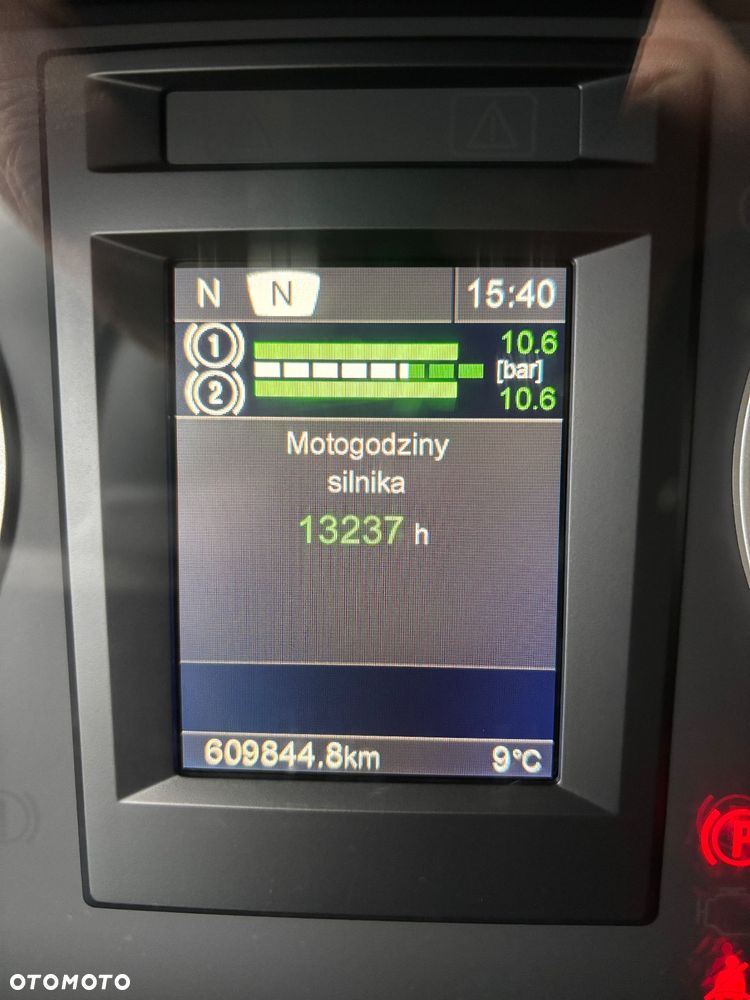 N N 15:40
1 10.6
[bar]
2 10.6
Motogodziny
silnika
13237 h
609844.8km 9°C
P
OTOMOTO